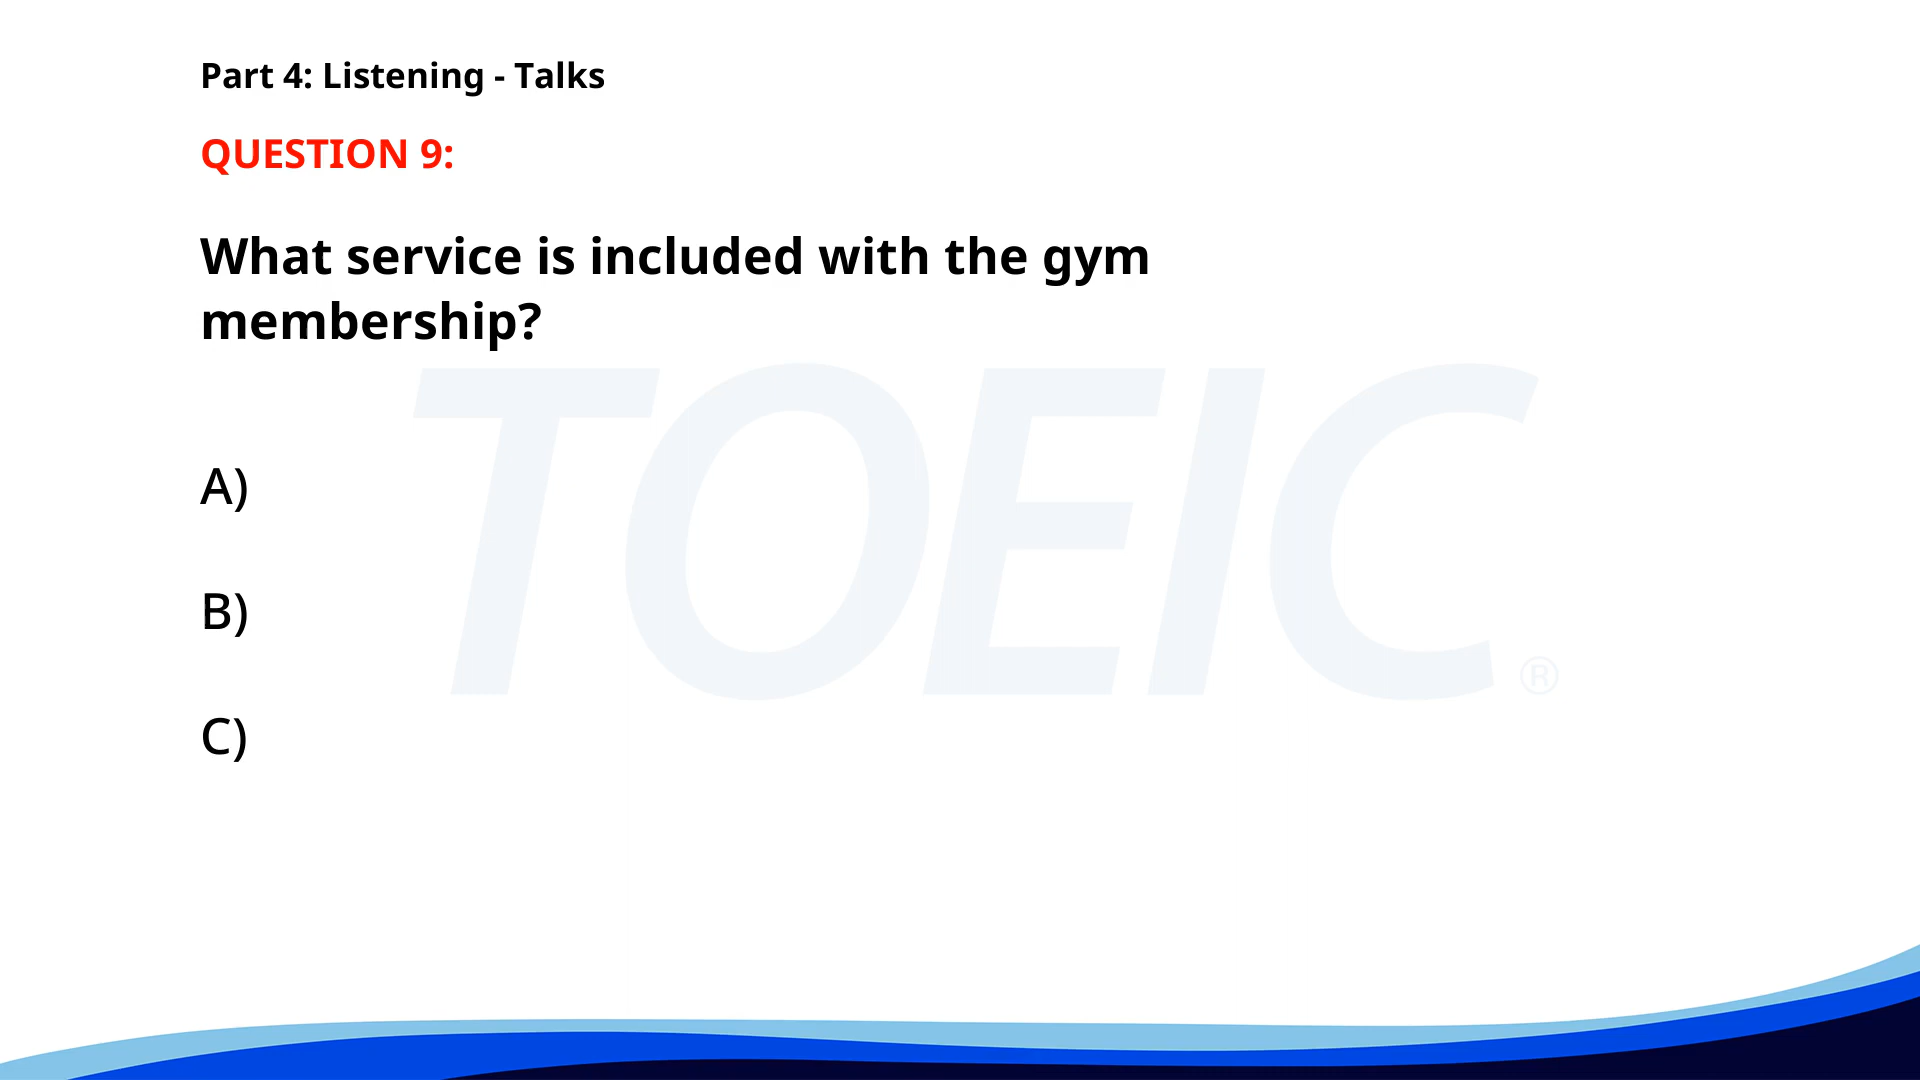 Part 4: Listening - Talks
QUESTION 9:
What service is included with the gym
membership?
TOEIC®
A)
B)
C)